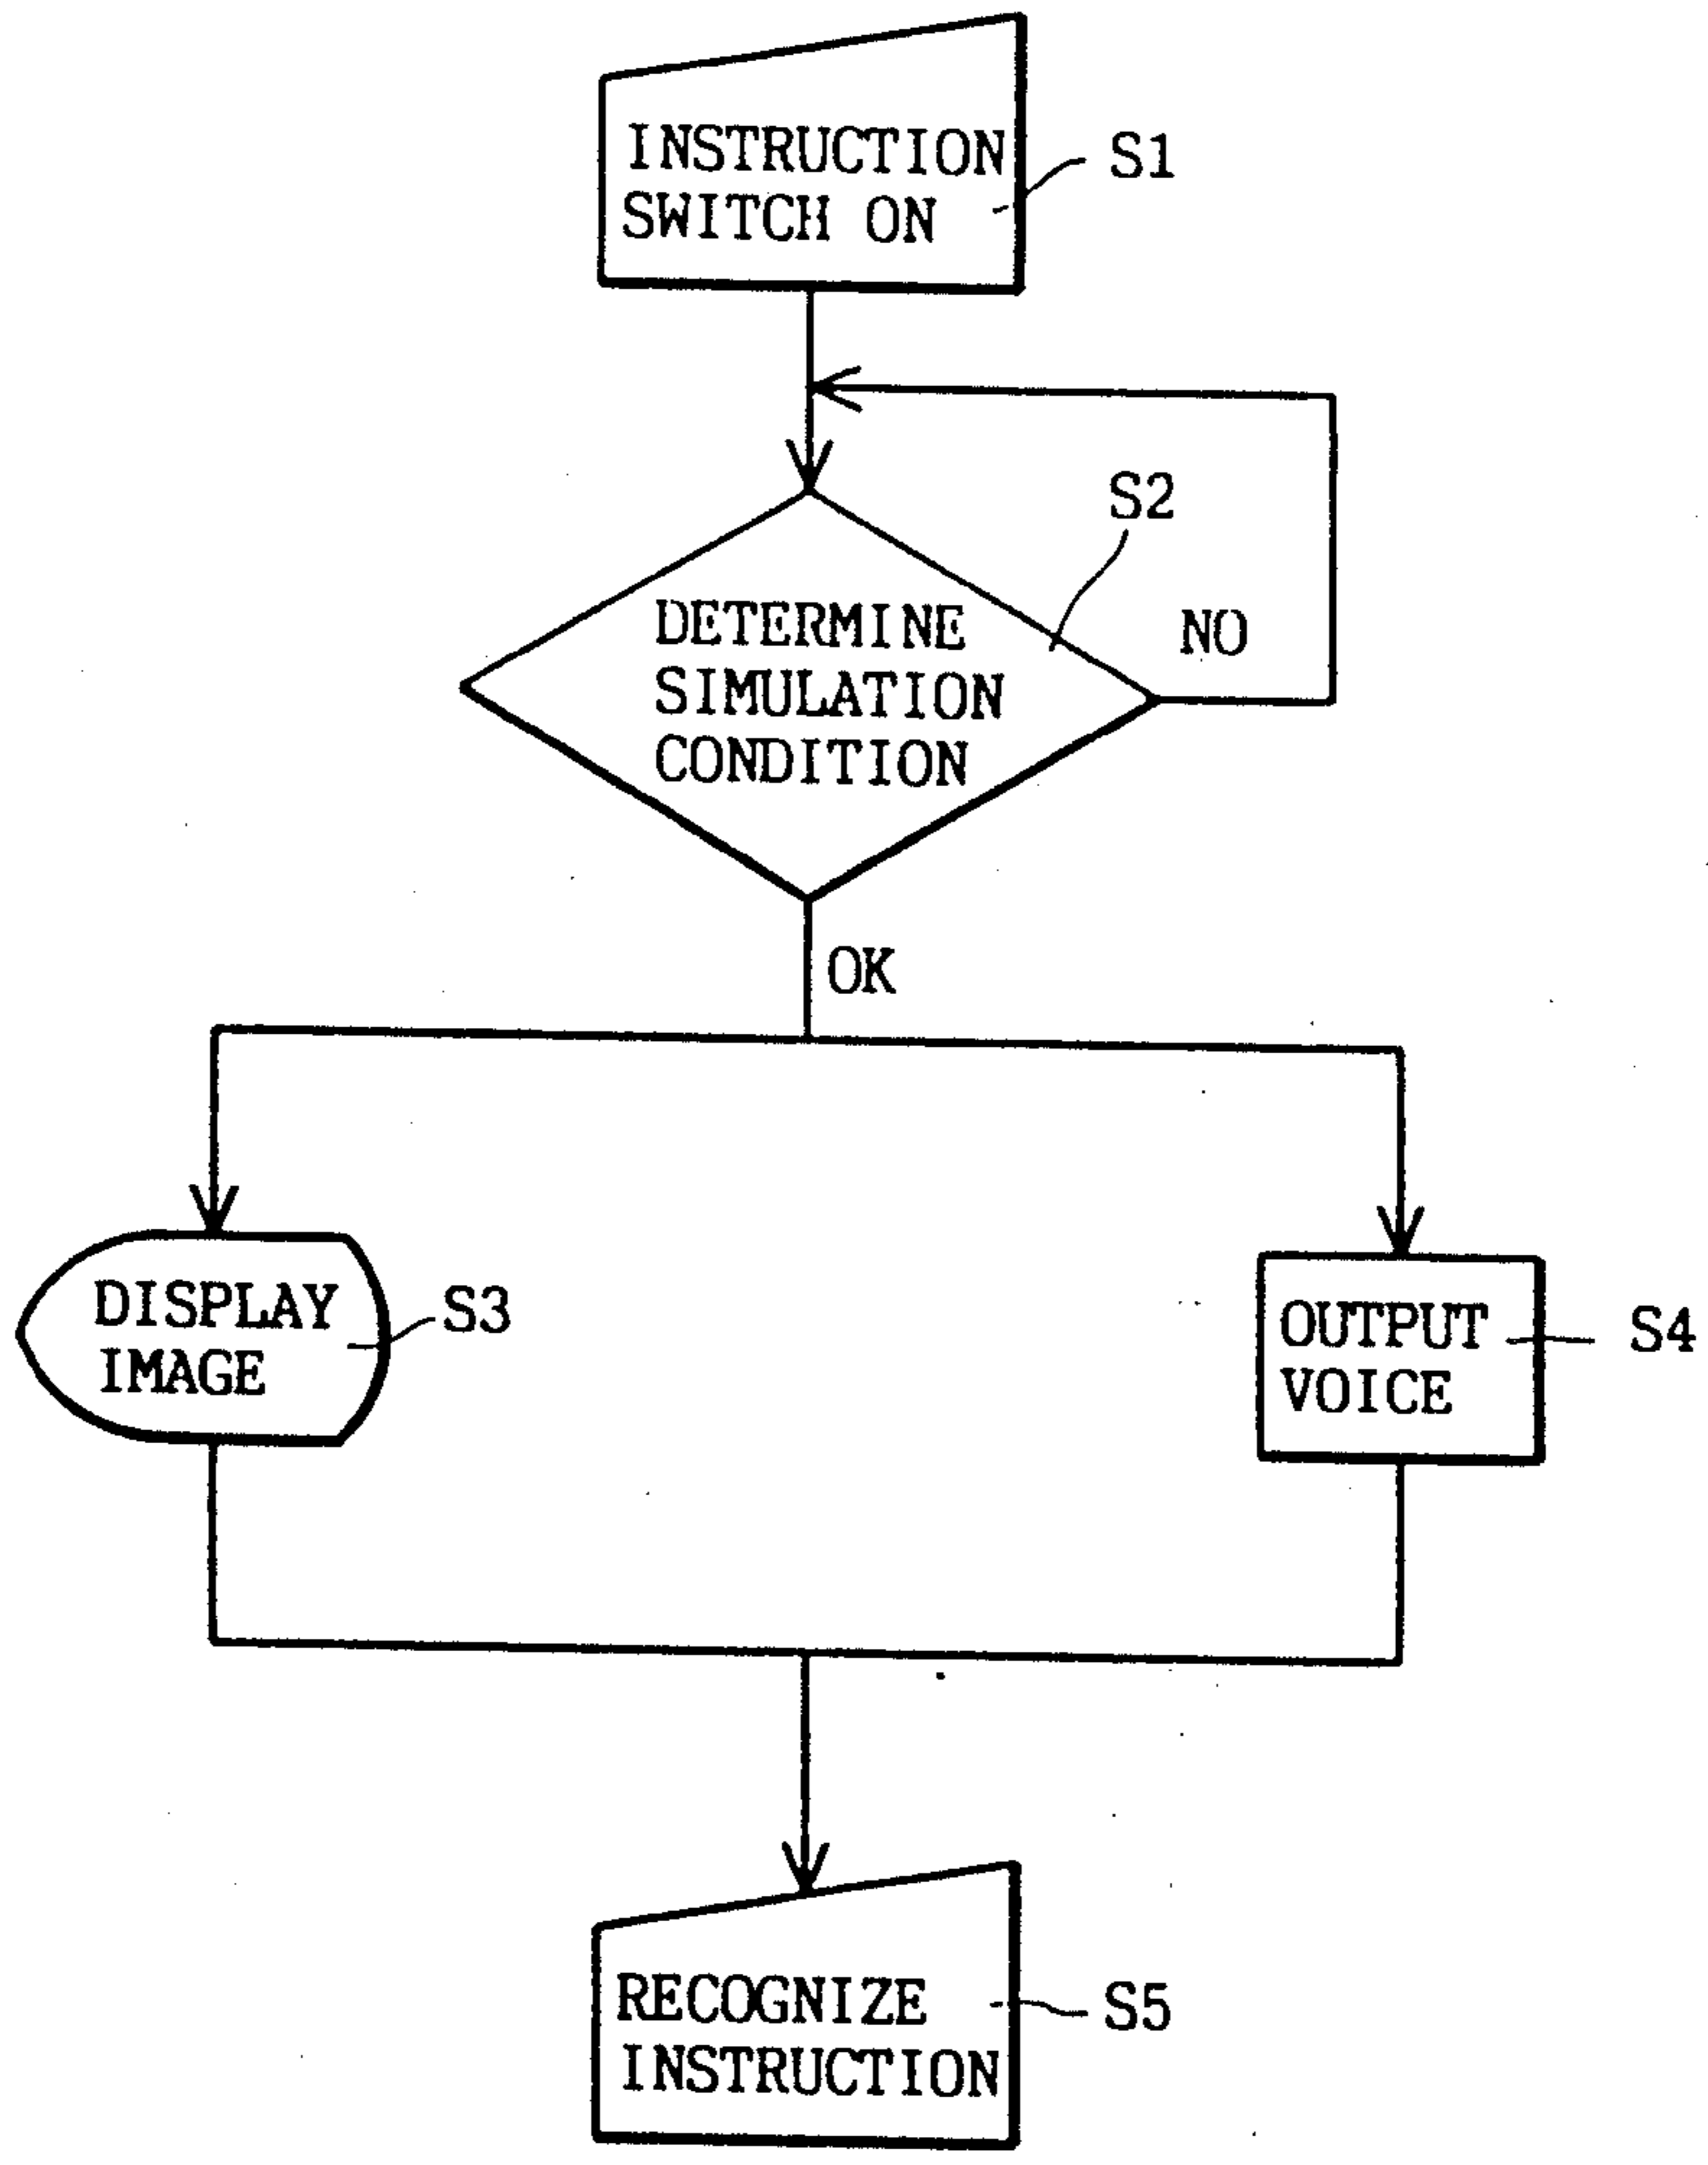 INSTRUCTION
SWITCH ON
S1
S2
DETERMINE
SIMULATION
CONDITION
NO
OK
DISPLAY
IMAGE
S3
OUTPUT
VOICE
S4
RECOGNIZE
INSTRUCTION
S5